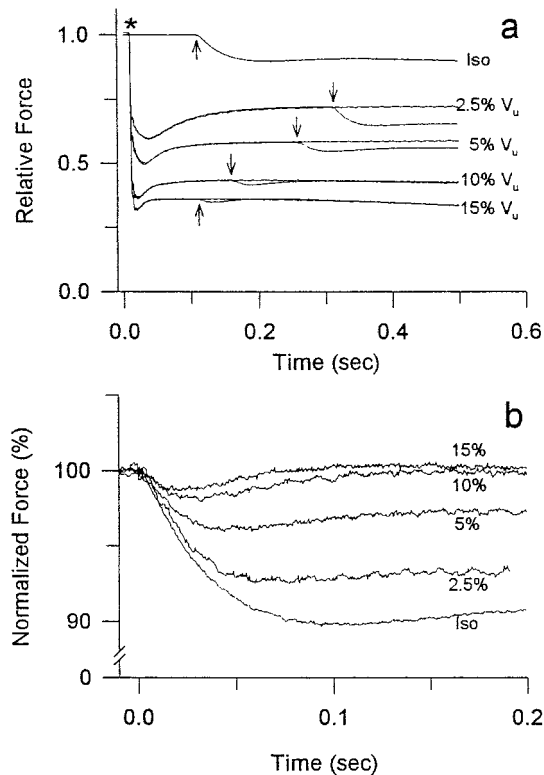 *
a
1.0
0.5
0.0
Relative Force
Iso
2.5% Vu
5% Vu
10% Vu
15% Vu
0.0 0.2 0.4 0.6
Time (sec)
b
100
90
0
Normalized Force (%)
15%
10%
5%
2.5%
Iso
0.0 0.1 0.2
Time (sec)